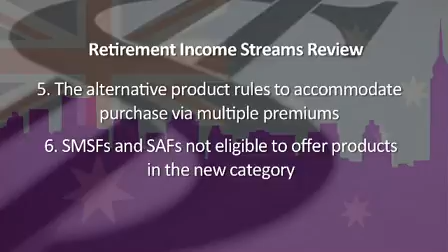 Retirement Income Streams Review
5. The alternative product rules to accommodate
purchase via multiple premiums
6. SMSFs and SAFs not eligible to offer products
in the new category